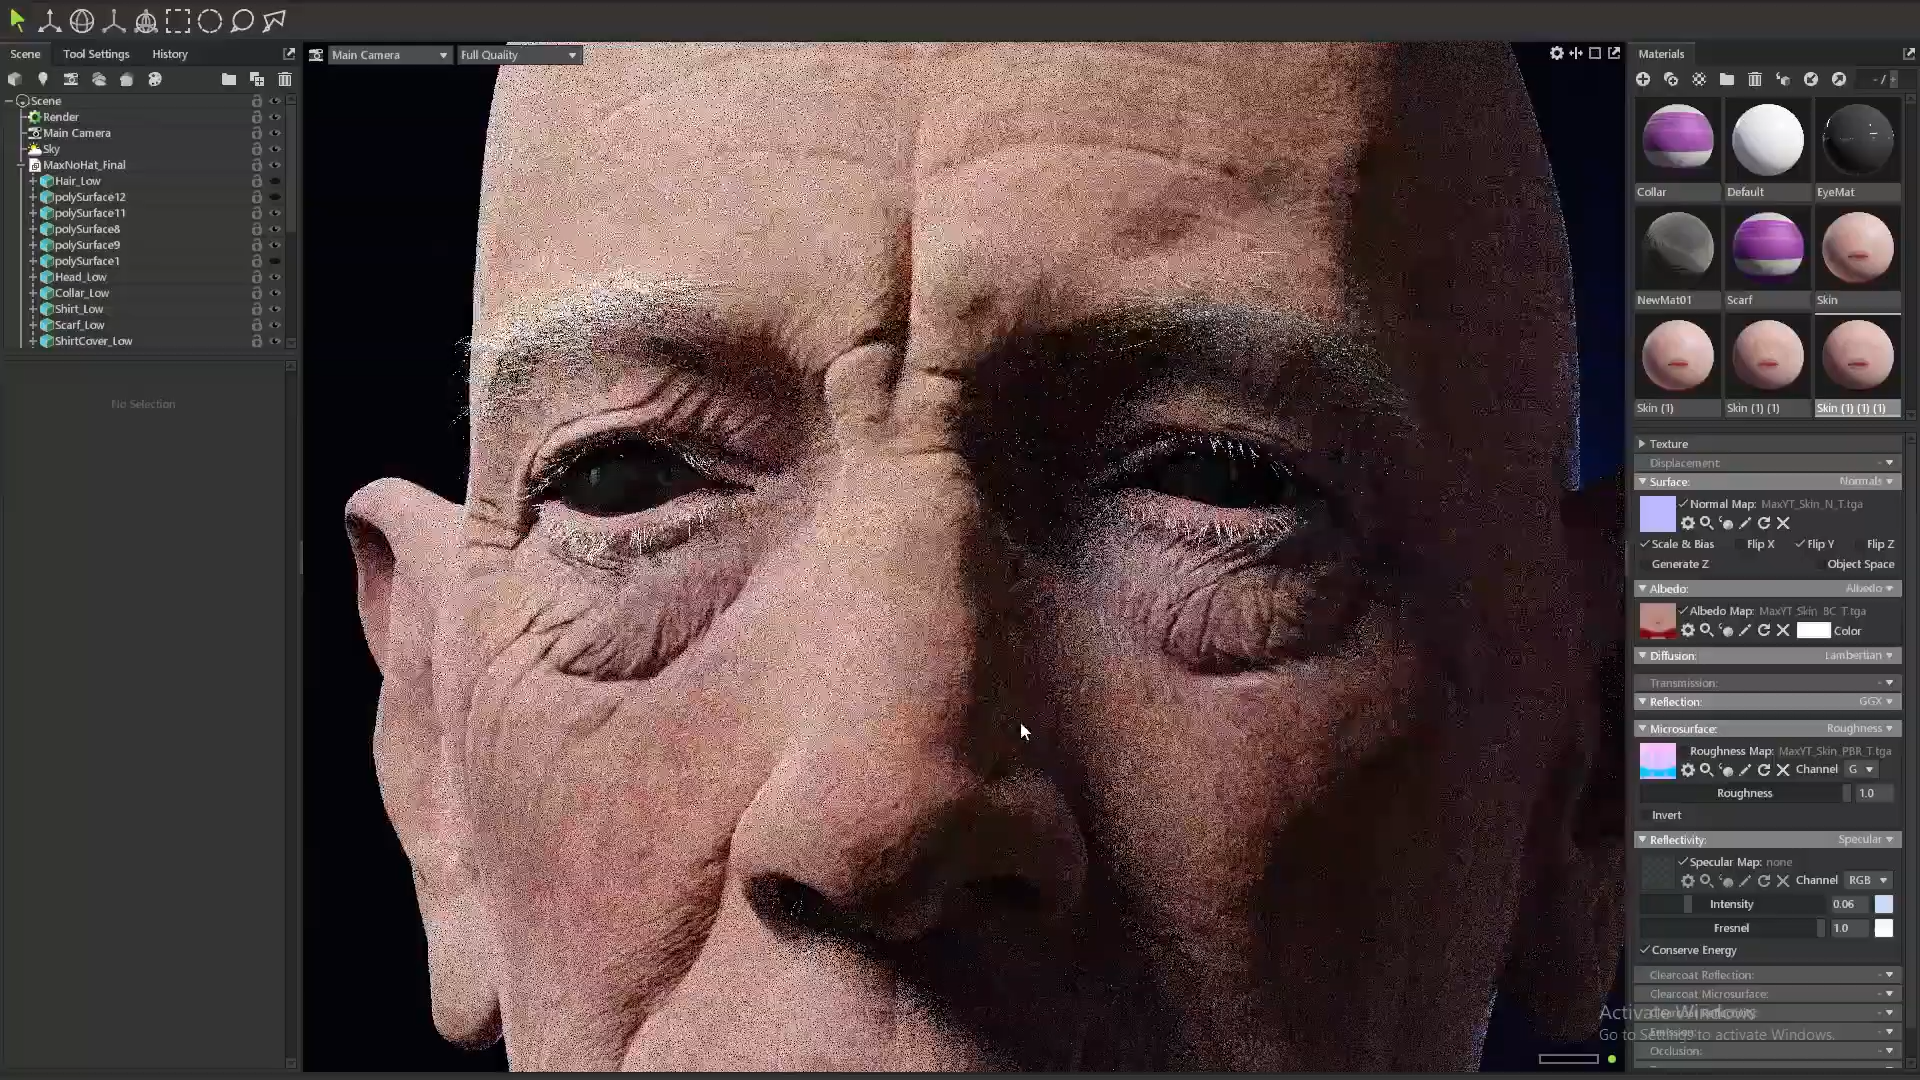 Scene Tool Settings History
Main Camera Full Quality
Materials
- /
Scene
Render
Main Camera
Sky
MaxNoHat_Final
Hair_Low
polySurface12
polySurface11
polySurface8
polySurface9
polySurface1
Head_Low
Collar_Low
Shirt_Low
Scarf_Low
ShirtCover_Low
No Selection
Collar Default EyeMat
NewMat01 Scarf Skin
Skin (1) Skin (1) (1) Skin (1) (1) (1)
Texture
Displacement:
Surface: Normals
Normal Map: MaxYT_Skin_N_T.tga
Scale & Bias Flip X Flip Y Flip Z
Generate Z Object Space
Albedo: Albedo
Albedo Map: MaxYT_Skin_BC_T.tga
Color
Diffusion: Lambertian
Transmission:
Reflection: GGX
Microsurface: Roughness
Roughness Map: MaxYT_Skin_PBR_T.tga
Channel G
Roughness 1.0
Invert
Reflectivity: Specular
Specular Map: none
Channel RGB
Intensity 0.06
Fresnel 1.0
Conserve Energy
Clearcoat Reflection:
Clearcoat Microsurface:
Clearcoat Reflectivity:
Emission:
Occlusion:
Activate Windows
Go to Settings to activate Windows.